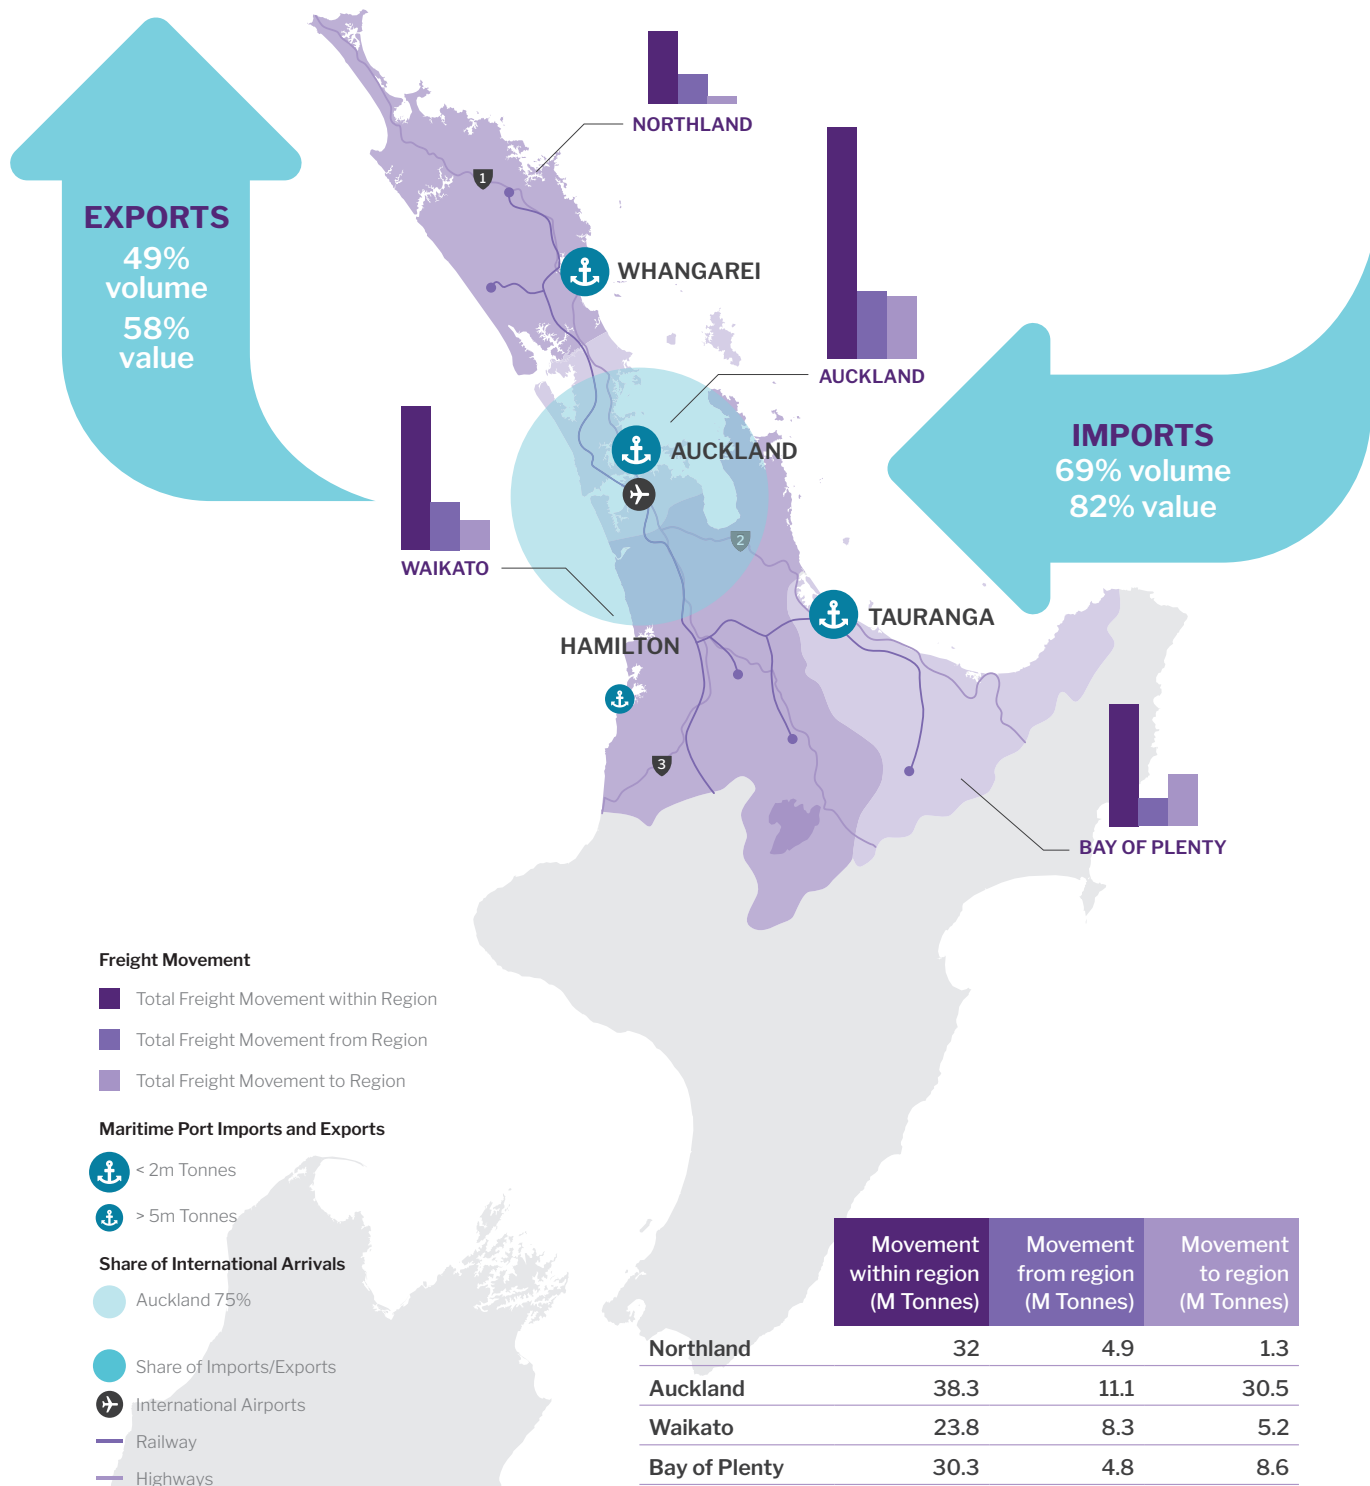 NORTHLAND
1
EXPORTS
49%
volume
58%
value
WHANGAREI
AUCKLAND
IMPORTS
69% volume
82% value
AUCKLAND
2
WAIKATO
TAURANGA
HAMILTON
3
BAY OF PLENTY
Freight Movement
Total Freight Movement within Region
Total Freight Movement from Region
Total Freight Movement to Region
Maritime Port Imports and Exports
< 2m Tonnes
> 5m Tonnes
Share of International Arrivals
Auckland 75%
Share of Imports/Exports
International Airports
Railway
Highways
Movement within region (M Tonnes) Movement from region (M Tonnes) Movement to region (M Tonnes)
Northland 32 4.9 1.3
Auckland 38.3 11.1 30.5
Waikato 23.8 8.3 5.2
Bay of Plenty 30.3 4.8 8.6